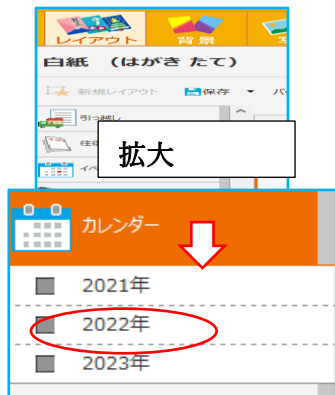 レイアウト 背景
白紙 （はがき たて）
新規レイアウト 保存
引っ越し
拡大
カレンダー
2021年
2022年
2023年